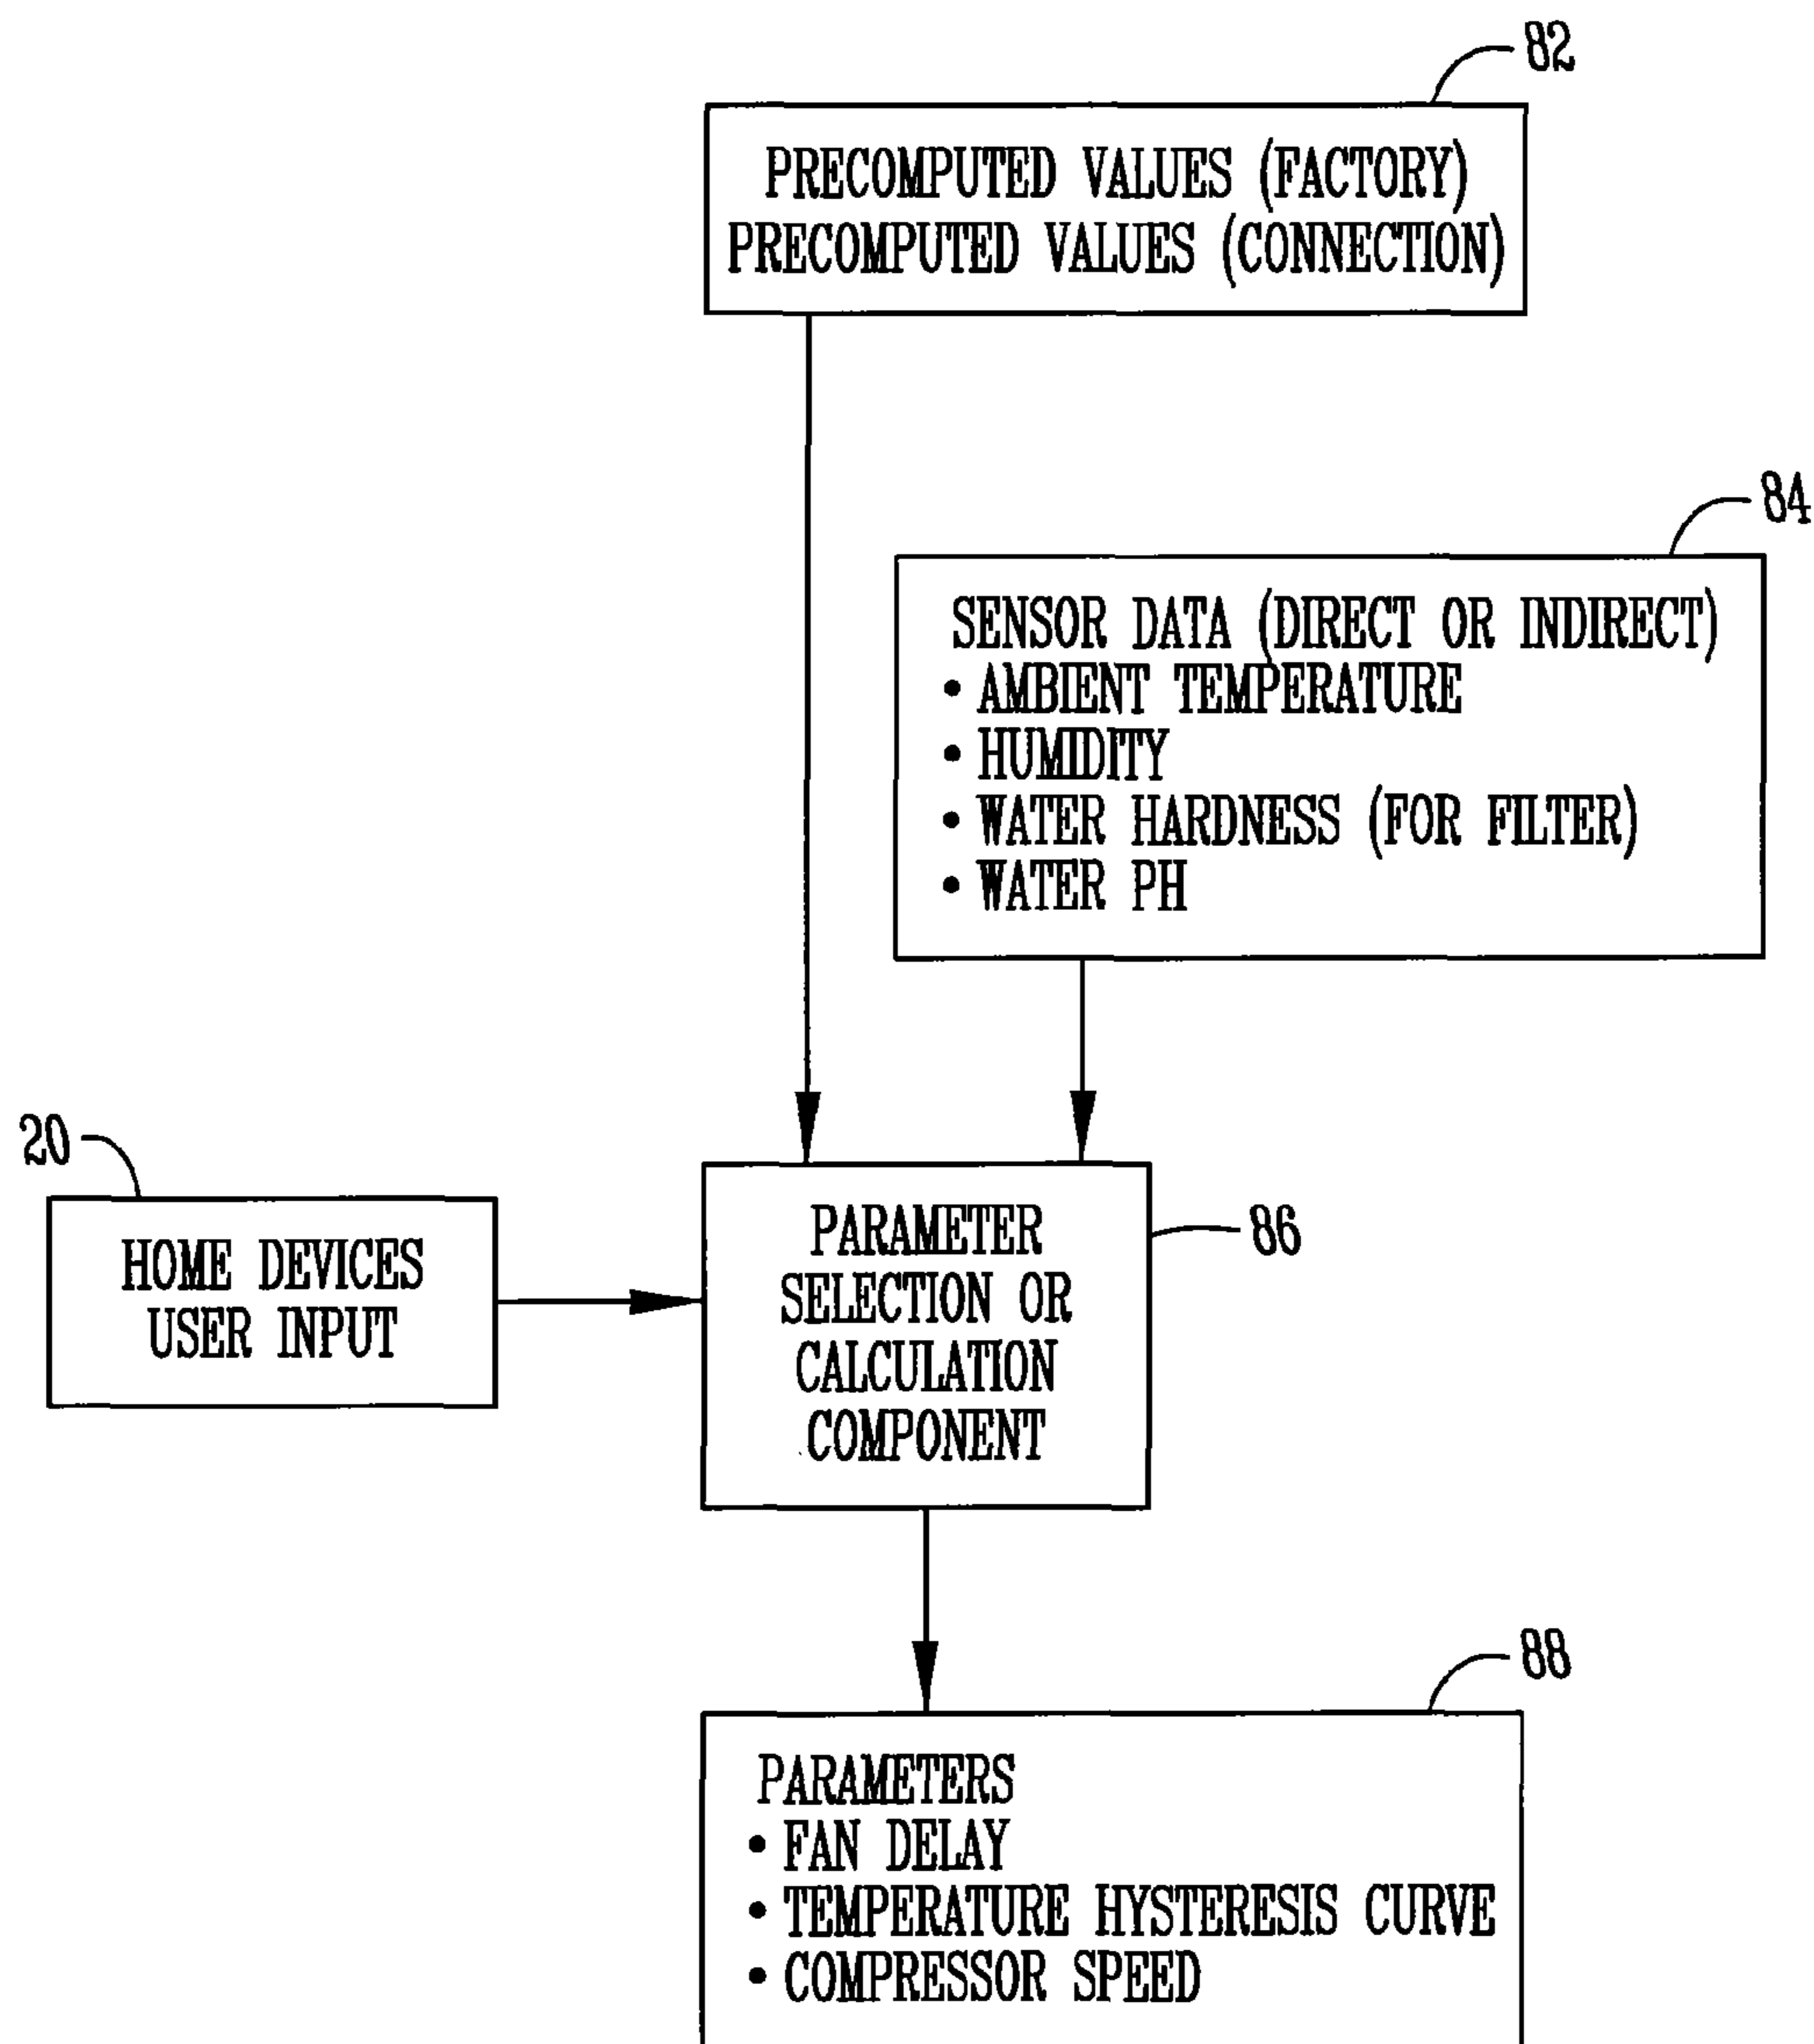 82
PRECOMPUTED VALUES (FACTORY)
PRECOMPUTED VALUES (CONNECTION)
84
SENSOR DATA (DIRECT OR INDIRECT)
• AMBIENT TEMPERATURE
• HUMIDITY
• WATER HARDNESS (FOR FILTER)
• WATER PH
20
HOME DEVICES
USER INPUT
PARAMETER
SELECTION OR
CALCULATION
COMPONENT
86
88
PARAMETERS
• FAN DELAY
• TEMPERATURE HYSTERESIS CURVE
• COMPRESSOR SPEED